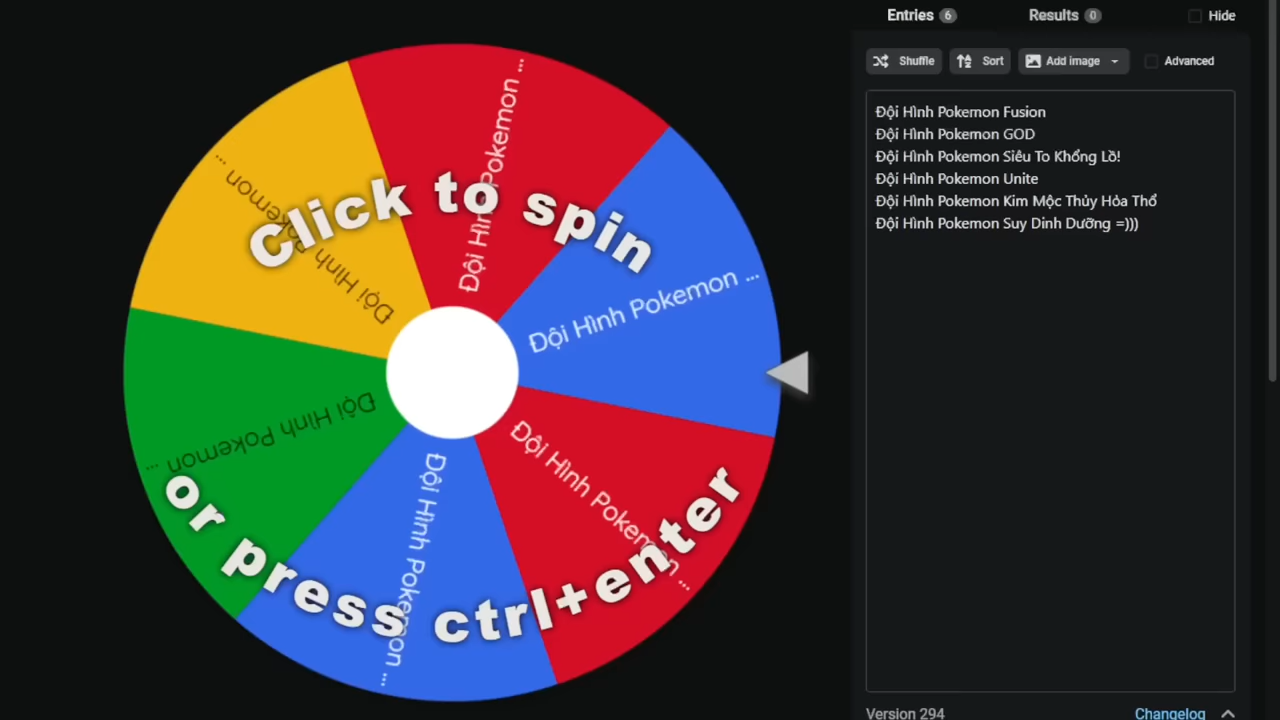 Entries 6
Results 0
Hide
Shuffle
Sort
Add image
Advanced
Đội Hình Pokemon Fusion
Đội Hình Pokemon GOD
Đội Hình Pokemon Siêu To Khổng Lồ!
Đội Hình Pokemon Unite
Đội Hình Pokemon Kim Mộc Thủy Hỏa Thổ
Đội Hình Pokemon Suy Dinh Dưỡng =)))
Click to spin
or press ctrl+enter
Đội Hình Pokemon ...
Đội Hình Pokemon ...
Đội Hình Pokemon ...
Đội Hình Pokemon ...
Đội Hình Pokemon ...
Đội Hình Pokemon ...
Version 294
Changelog